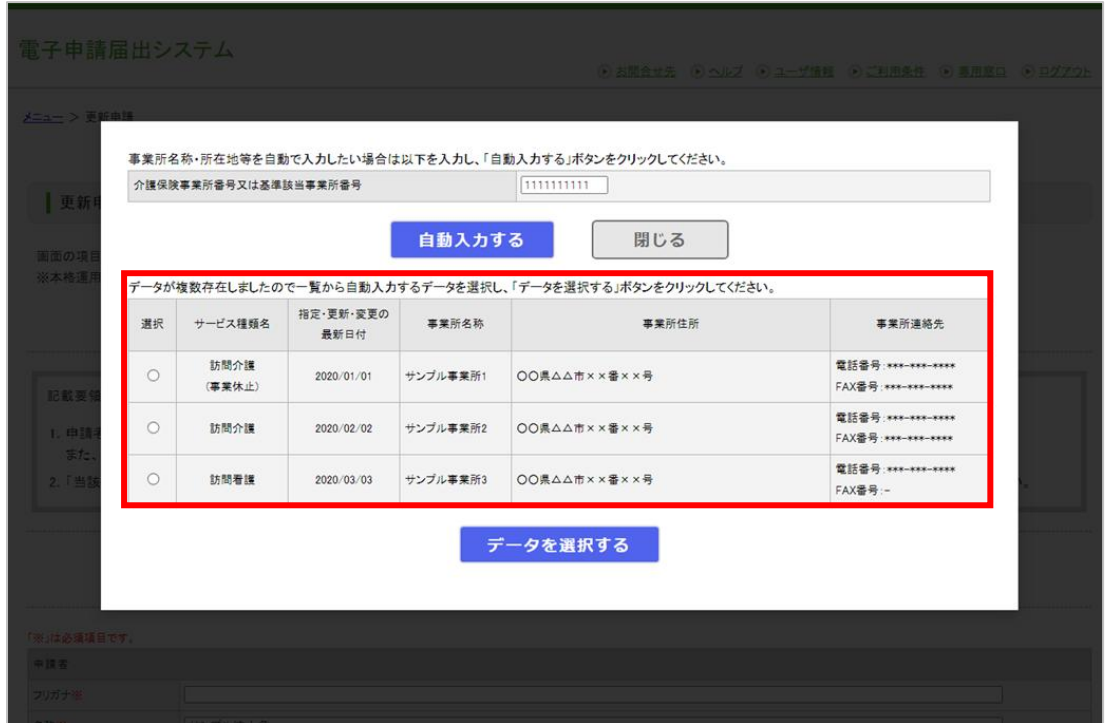 電子申請届出システム
お問合せ先 ヘルプ ユーザ情報 ご利用条件 専用窓口 ログアウト
メニュー > 更新申請
事業所名称・所在地等を自動で入力したい場合は以下を入力し、「自動入力する」ボタンをクリックしてください。
介護保険事業所番号又は基準該当事業所番号 1111111111
更新申
自動入力する 閉じる
画面の項目
※本格運用
データが複数存在しましたので一覧から自動入力するデータを選択し、「データを選択する」ボタンをクリックしてください。
選択 サービス種類名 指定・更新・変更の最新日付 事業所名称 事業所住所 事業所連絡先
訪問介護 (事業休止) 2020/01/01 サンプル事業所1 〇〇県△△市××番××号 電話番号:***-***-**** FAX番号:***-***-****
記載要領
訪問介護 2020/02/02 サンプル事業所2 〇〇県△△市××番××号 電話番号:***-***-**** FAX番号:***-***-****
1. 申請者
また、
訪問看護 2020/03/03 サンプル事業所3 〇〇県△△市××番××号 電話番号:***-***-**** FAX番号:-
2.「当該
データを選択する
「※」は必須項目です。
申請者
フリガナ※